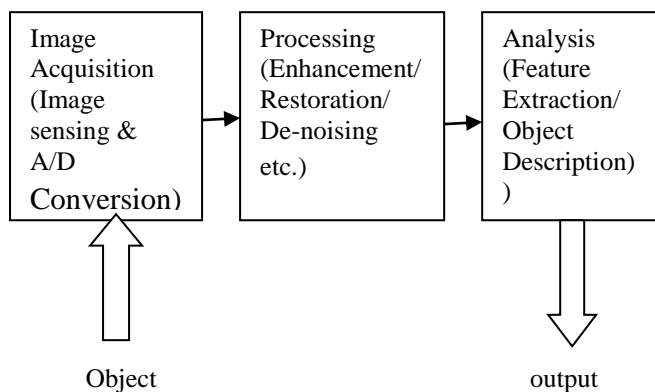 Image
Acquisition
(Image
sensing &
A/D
Conversion)
Processing
(Enhancement/
Restoration/
De-noising
etc.)
Analysis
(Feature
Extraction/
Object
Description)
)
Object
output